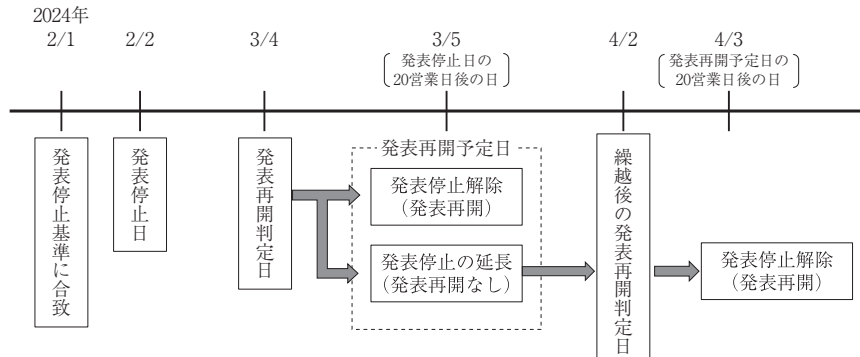 2024年
2/1
2/2
3/4
3/5
発表停止日の
20営業日後の日
4/2
4/3
発表再開予定日の
20営業日後の日
発表停止基準に合致
発表停止日
発表再開判定日
発表再開予定日
発表停止解除
（発表再開）
発表停止の延長
（発表再開なし）
繰越後の発表再開判定日
発表停止解除
（発表再開）